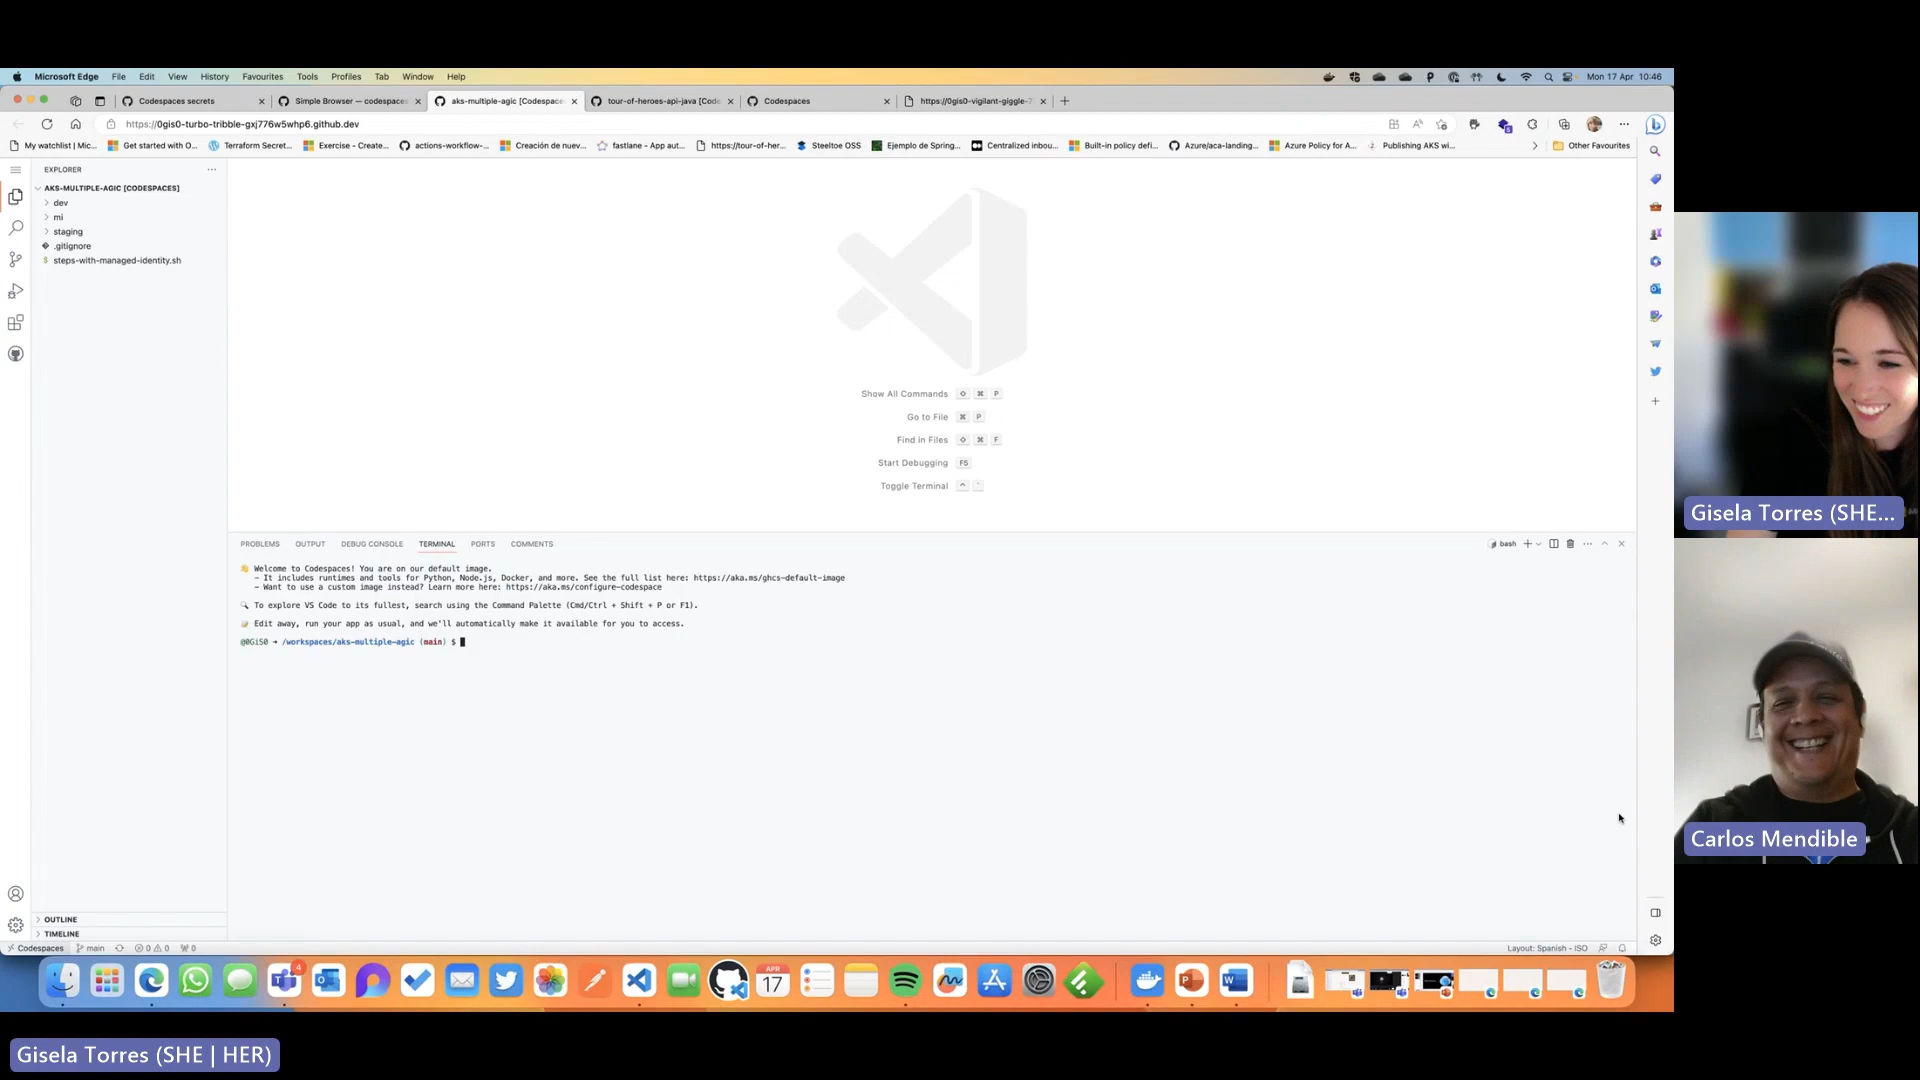 Microsoft Edge File Edit View History Favourites Tools Profiles Tab Window Help Mon 17 Apr 10:46
Codespaces secrets
Simple Browser — codespaces
aks-multiple-agic [Codespace
tour-of-heroes-api-java [Code
Codespaces
https://0gis0-vigilant-giggle-7
https://0gis0-turbo-tribble-gxj776w5whp6.github.dev
My watchlist | Mic...
Get started with O...
Terraform Secret...
Exercise - Create...
actions-workflow-...
Creación de nuev...
fastlane - App aut...
https://tour-of-her...
Steeltoe OSS
Ejemplo de Spring...
Centralized inbou...
Built-in policy defi...
Azure/aca-landing...
Azure Policy for A...
Publishing AKS wi...
Other Favourites
EXPLORER
AKS-MULTIPLE-AGIC [CODESPACES]
dev
mi
staging
.gitignore
$ steps-with-managed-identity.sh
Show All Commands ⇧ ⌘ P
Go to File ⌘ P
Find in Files ⇧ ⌘ F
Start Debugging F5
Toggle Terminal ^ `
PROBLEMS OUTPUT DEBUG CONSOLE TERMINAL PORTS COMMENTS
bash
👋 Welcome to Codespaces! You are on our default image.
- It includes runtimes and tools for Python, Node.js, Docker, and more. See the full list here: https://aka.ms/ghcs-default-image
- Want to use a custom image instead? Learn more here: https://aka.ms/configure-codespace
🔍 To explore VS Code to its fullest, search using the Command Palette (Cmd/Ctrl + Shift + P or F1).
📝 Edit away, run your app as usual, and we'll automatically make it available for you to access.
@0GiS0 → /workspaces/aks-multiple-agic (main) $
OUTLINE
TIMELINE
Codespaces main 0 0 0
Layout: Spanish - ISO
4
APR
17
Gisela Torres (SHE...
Carlos Mendible
Gisela Torres (SHE | HER)